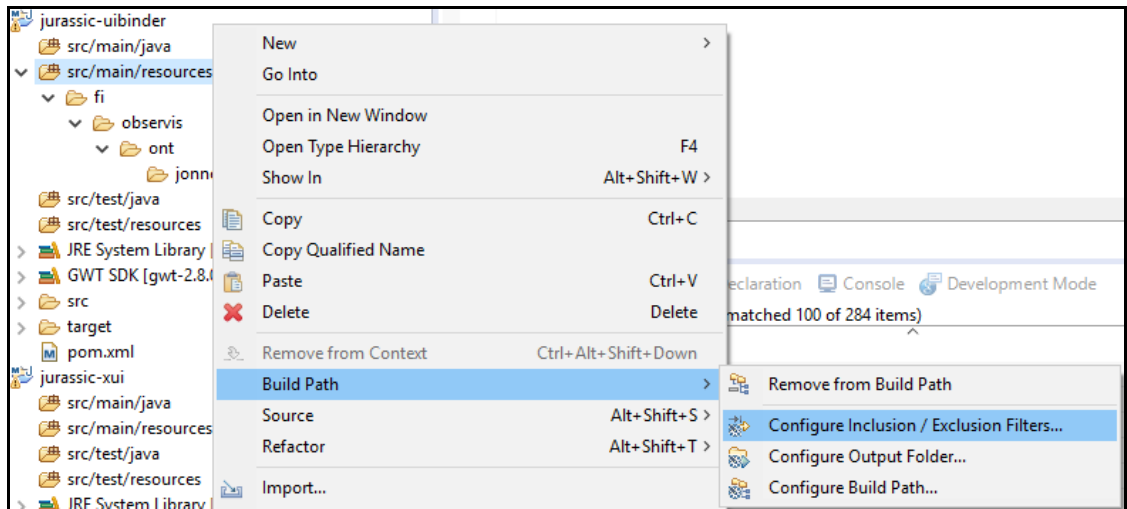 jurassic-uibinder
src/main/java
src/main/resources
fi
observis
ont
src/test/java
src/test/resources
JRE System Library
GWT SDK [gwt-2.8.
src
target
pom.xml
jurassic-xui
src/main/java
src/main/resources
src/test/java
src/test/resources
JRE System Library
New
Go Into
Open in New Window
Open Type Hierarchy F4
Show In Alt+Shift+W >
Copy Ctrl+C
Copy Qualified Name
Paste Ctrl+V
Delete Delete
Remove from Context Ctrl+Alt+Shift+Down
Build Path
Source Alt+Shift+S >
Refactor Alt+Shift+T >
Import...
Remove from Build Path
Configure Inclusion / Exclusion Filters...
Configure Output Folder...
Configure Build Path...
eclaration Console Development Mode
matched 100 of 284 items)